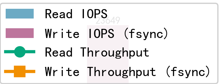 Read IOPS
Write IOPS (fsync)
Read Throughput
Write Throughput (fsync)